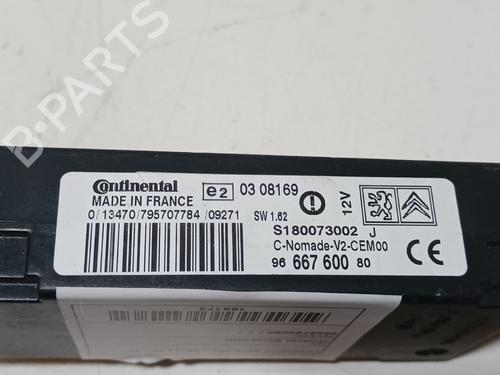 Continental
MADE IN FRANCE
e2 03 08169
12V
0/13470/795707784/09271 SW 1.62
S180073002 J
C-Nomade-V2-CEM00
96 667 600 80
CE
B-PARTS